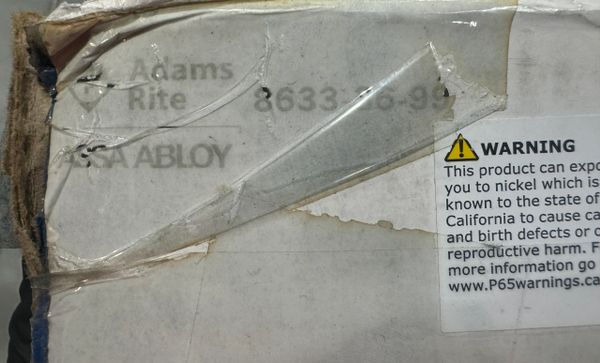 Adams
Rite
ASSA ABLOY
WARNING
This product can expo
you to nickel which is
known to the state of
California to cause ca
and birth defects or o
reproductive harm. F
more information go
www.P65warnings.ca